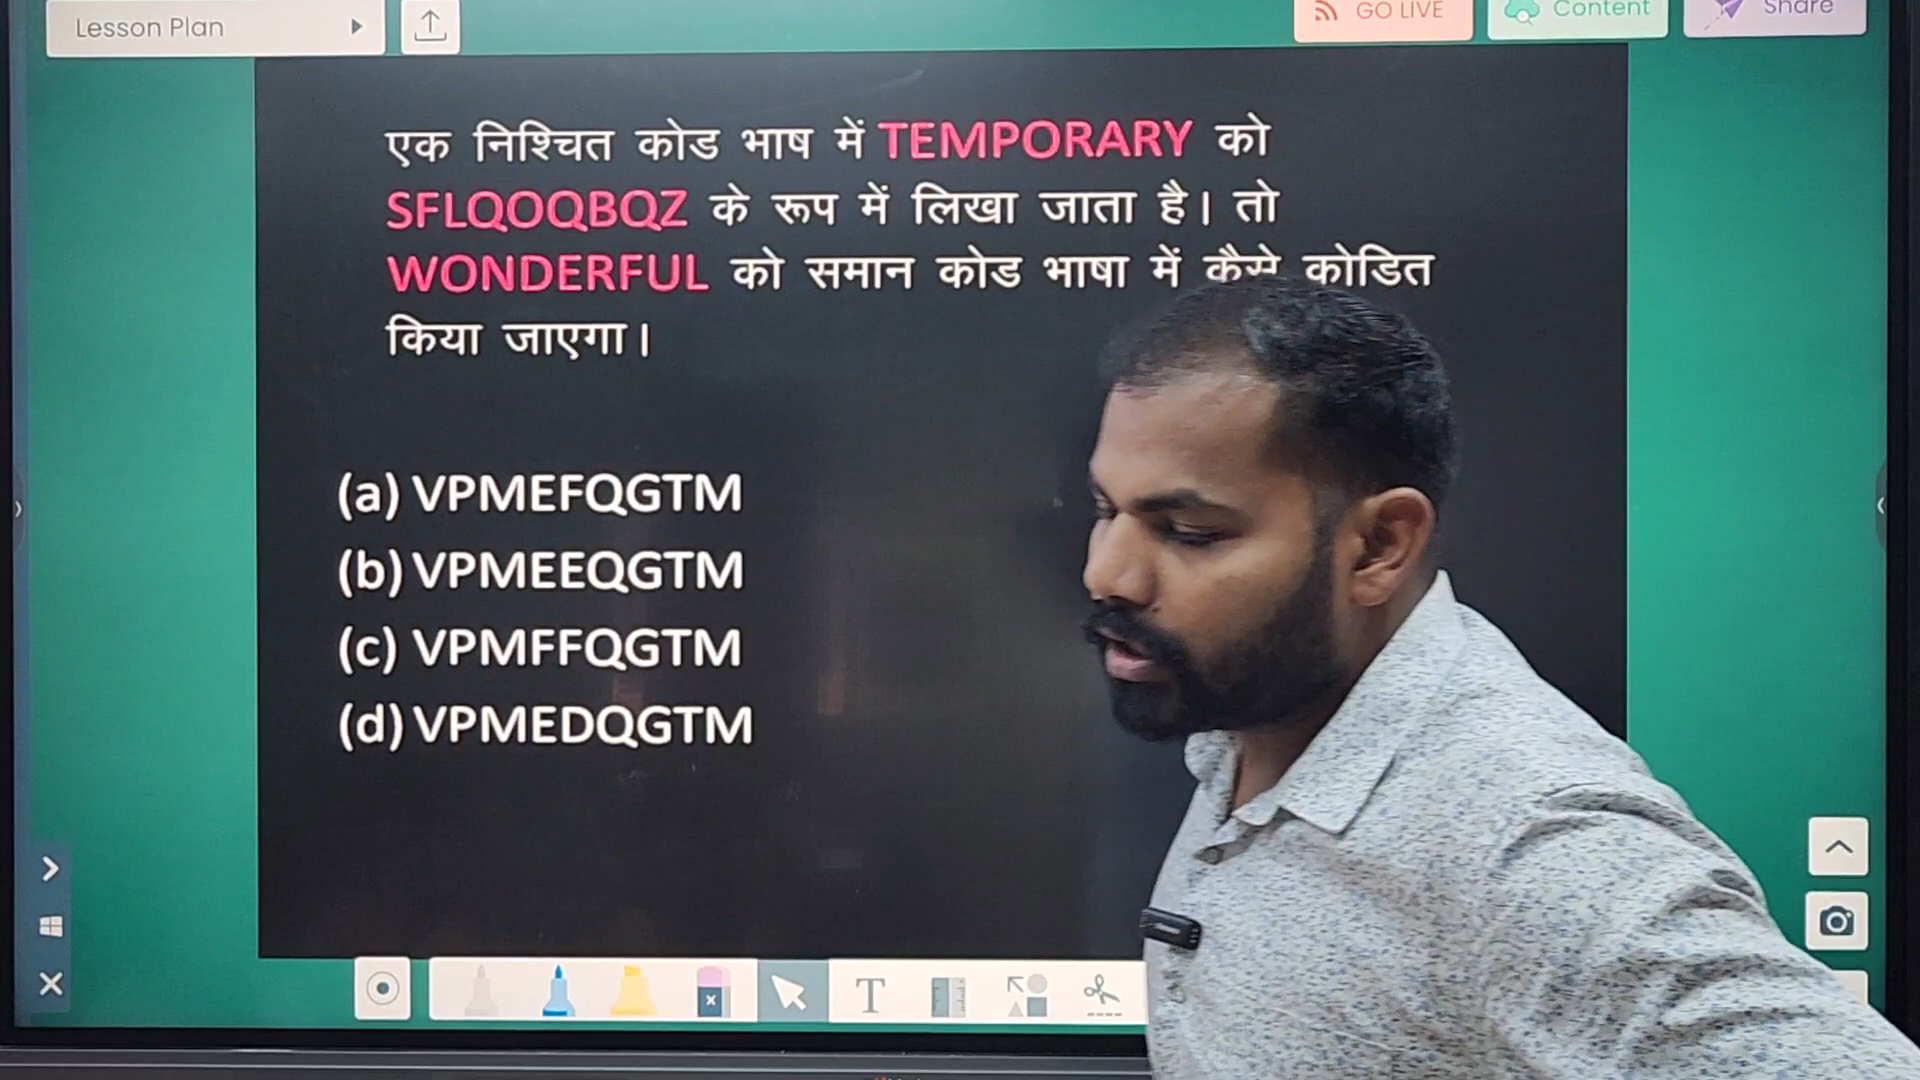 Lesson Plan
GO LIVE
Content
Share
एक निश्चित कोड भाष में TEMPORARY को
SFLQOQBQZ के रूप में लिखा जाता है। तो
WONDERFUL को समान कोड भाषा में कैसे कोडित
किया जाएगा।
(a) VPMEFQGTM
(b) VPMEEQGTM
(c) VPMFFQGTM
(d) VPMEDQGTM
T